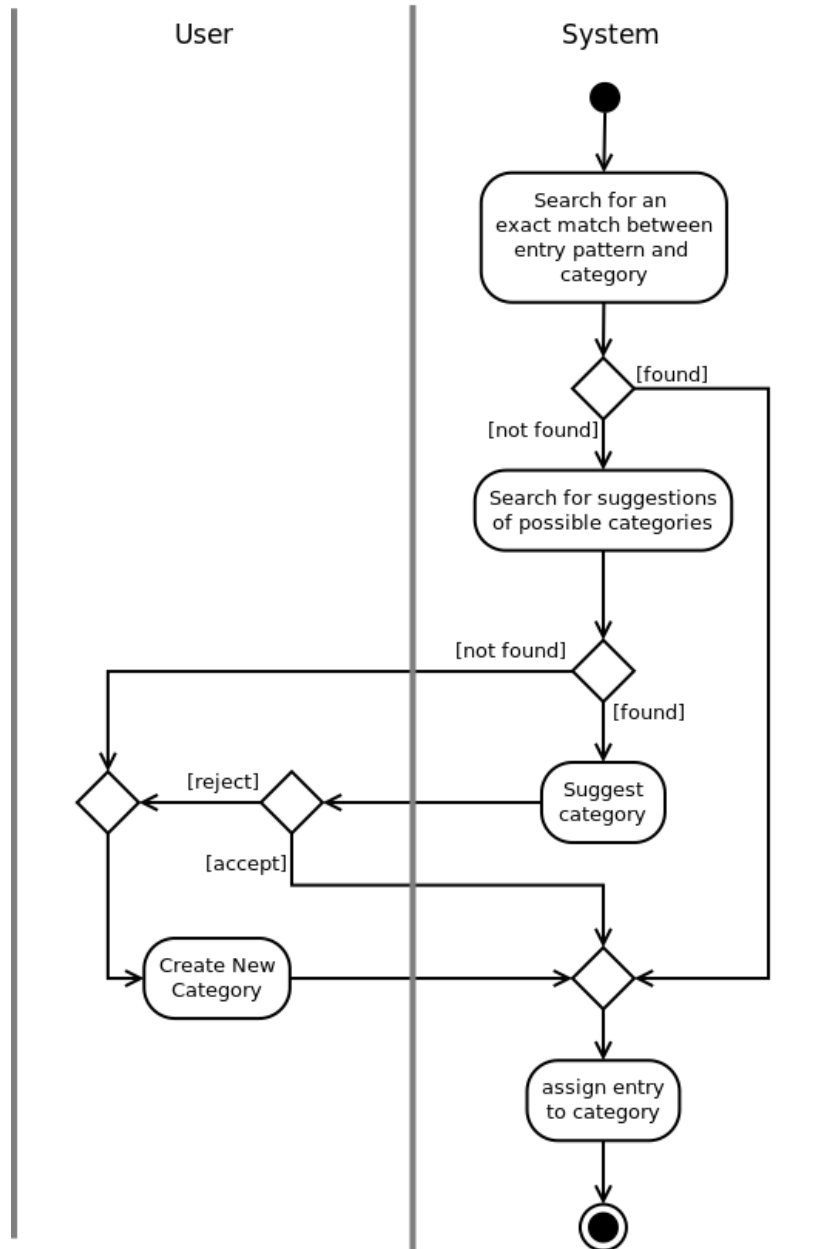 User
System
Search for an
exact match between
entry pattern and
category
[found]
[not found]
Search for suggestions
of possible categories
[not found]
[found]
Suggest
category
[reject]
[accept]
Create New
Category
assign entry
to category